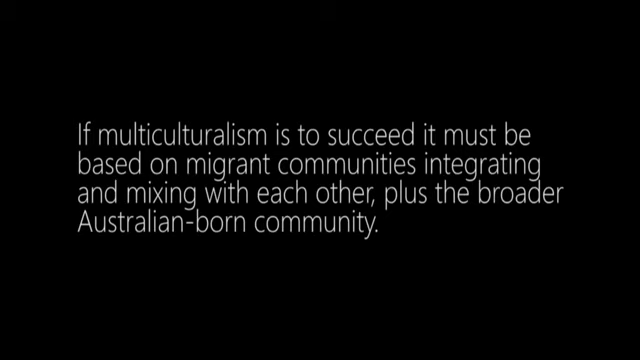 If multiculturalism is to succeed it must be
based on migrant communities integrating
and mixing with each other, plus the broader
Australian-born community.